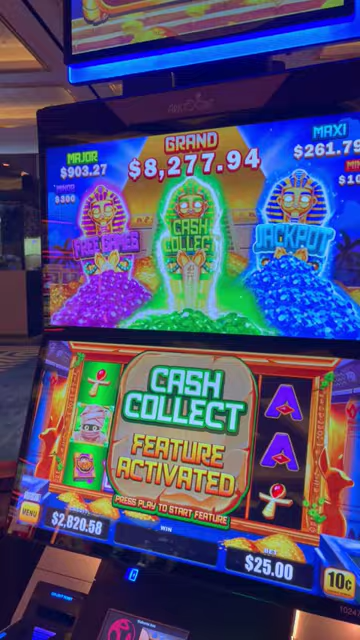 GRAND
$8,277.94
MAXI
$261.79
MAJOR
$903.27
MINOR
$300
FREE GAMES
CASH
COLLECT
JACKPOT
CASH
COLLECT
FEATURE
ACTIVATED
PRESS PLAY TO START FEATURE
MENU
$2,820.58
WIN
BET
$25.00
10¢